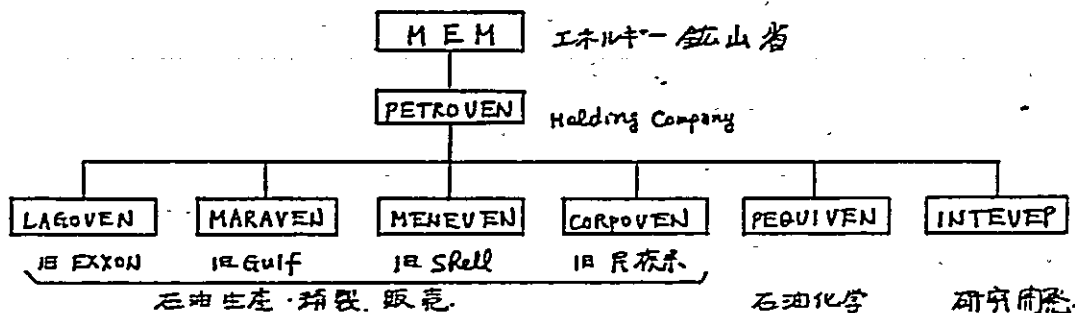 MEM エネルギー鉱山省
PETROVEN Holding Company
LAGOVEN MARAVEN MENEVEN CORPOVEN PEQUIVEN INTEVEP
旧 EXXON 旧 Gulf 旧 Shell 旧 民族系
石油生産・精製. 販売. 石油化学 研究開発.